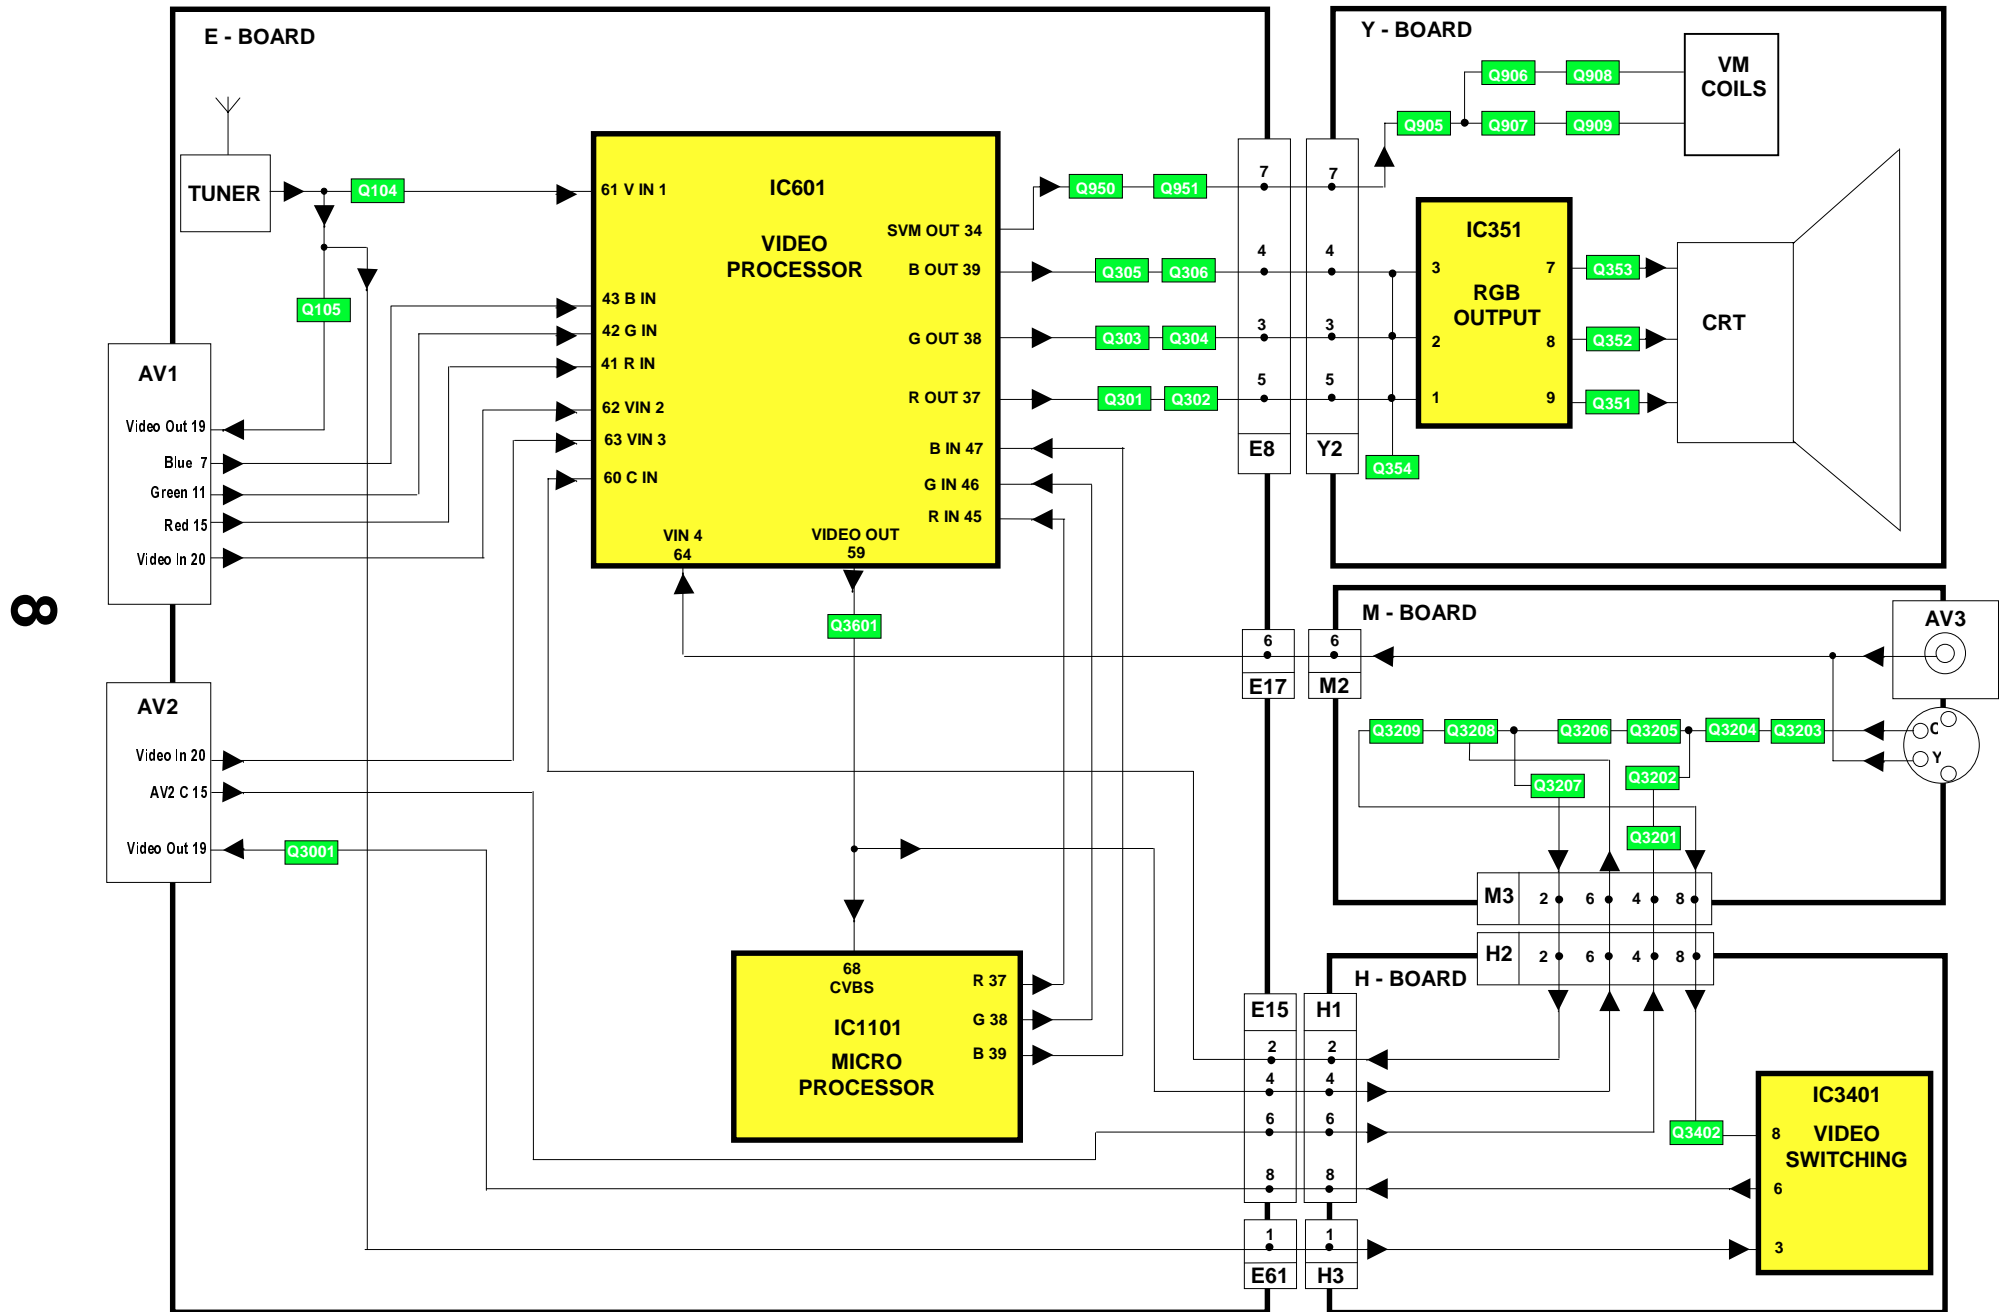 E - BOARD
TUNER
Q104
Q105
AV1
Video Out 19
Blue 7
Green 11
Red 15
Video In 20
AV2
Video In 20
AV2 C 15
Video Out 19
Q3001
8
IC601
VIDEO
PROCESSOR
61 V IN 1
43 B IN
42 G IN
41 R IN
62 VIN 2
63 VIN 3
60 C IN
VIN 4
64
VIDEO OUT
59
SVM OUT 34
B OUT 39
G OUT 38
R OUT 37
B IN 47
G IN 46
R IN 45
Q3601
68
CVBS
IC1101
MICRO
PROCESSOR
R 37
G 38
B 39
Q950
Q951
Q305
Q306
Q303
Q304
Q301
Q302
7
4
3
5
E8
7
4
3
5
Y2
6
E17
6
M2
E15
2
4
6
8
H1
2
4
6
8
1
E61
1
H3
Y - BOARD
Q905
Q906
Q908
Q907
Q909
VM
COILS
IC351
RGB
OUTPUT
3
2
1
7
8
9
Q353
Q352
Q351
Q354
CRT
M - BOARD
AV3
C
Y
Q3209
Q3208
Q3206
Q3205
Q3204
Q3203
Q3207
Q3202
Q3201
M3
2
6
4
8
H2
2
6
4
8
H - BOARD
Q3402
IC3401
VIDEO
SWITCHING
8
6
3